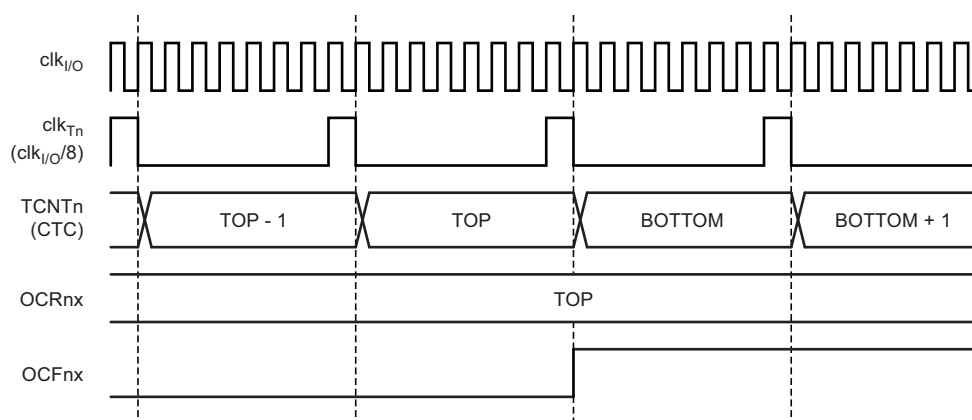 clkI/O
clkTn
(clkI/O/8)
TCNTn
(CTC)
TOP - 1
TOP
BOTTOM
BOTTOM + 1
OCRnx
TOP
OCFnx